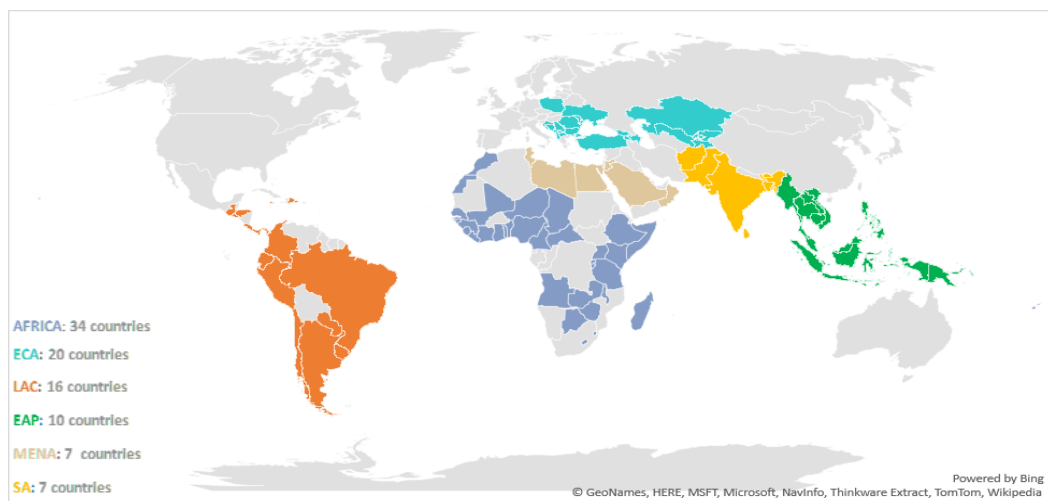 AFRICA: 34 countries
ECA: 20 countries
LAC: 16 countries
EAP: 10 countries
MENA: 7 countries
SA: 7 countries
Powered by Bing
© GeoNames, HERE, MSFT, Microsoft, NavInfo, Thinkware Extract, TomTom, Wikipedia